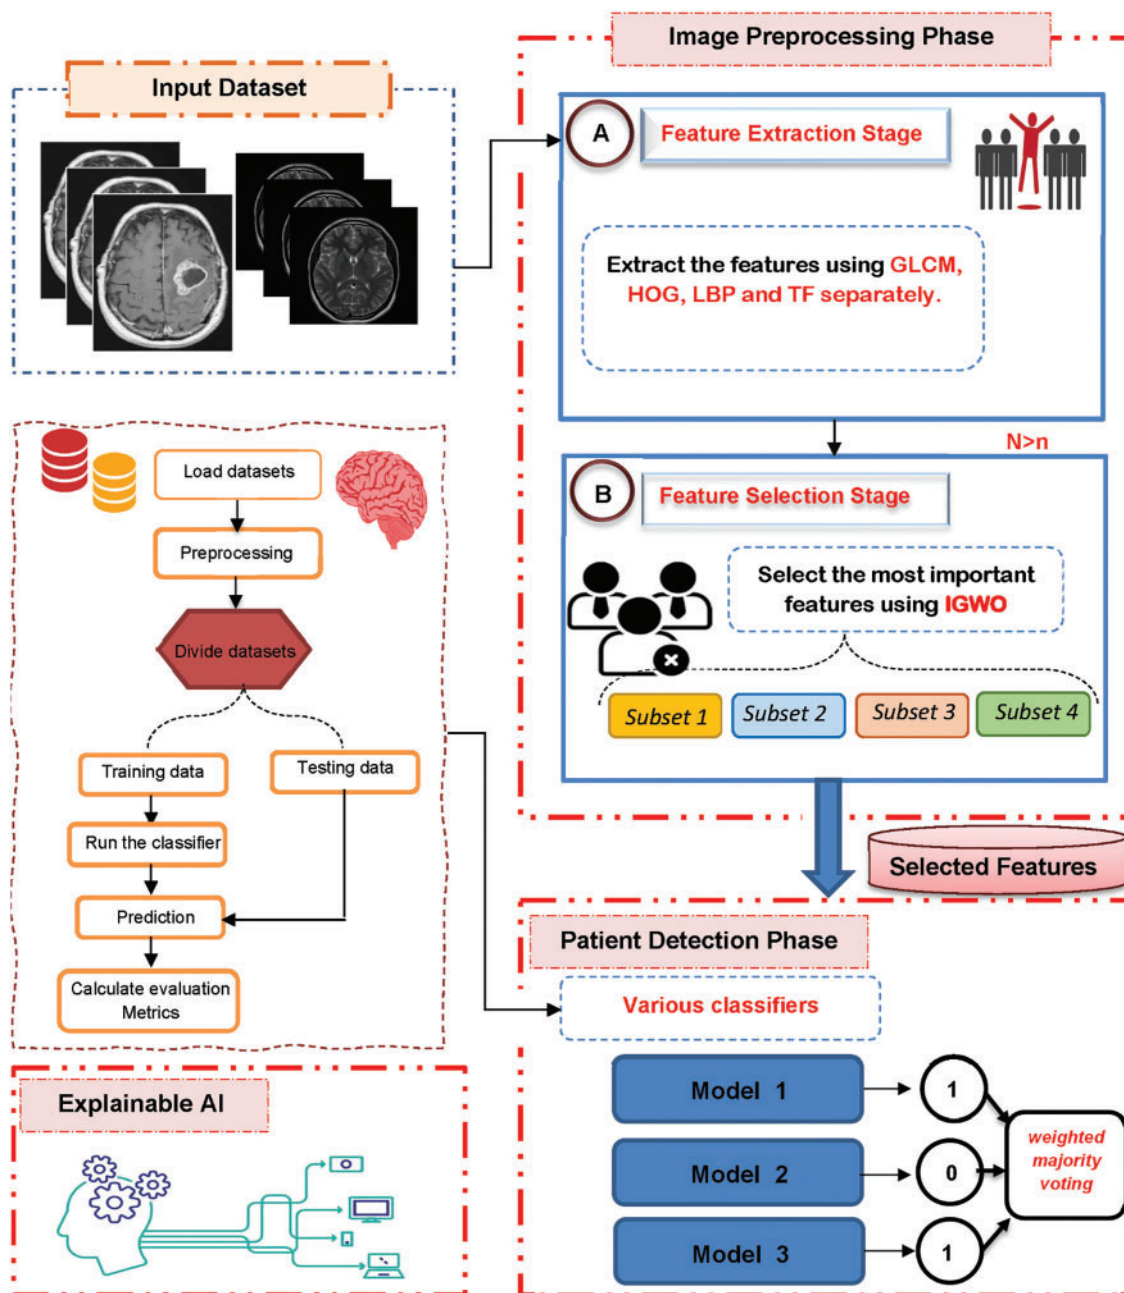 Input Dataset
Image Preprocessing Phase
A
Feature Extraction Stage
Extract the features using GLCM,
HOG, LBP and TF separately.
N>n
B
Feature Selection Stage
Select the most important
features using IGWO
Subset 1
Subset 2
Subset 3
Subset 4
Selected Features
Load datasets
Preprocessing
Divide datasets
Training data
Testing data
Run the classifier
Prediction
Calculate evaluation
Metrics
Patient Detection Phase
Various classifiers
Model 1
1
Model 2
0
Model 3
1
weighted
majority
voting
Explainable AI